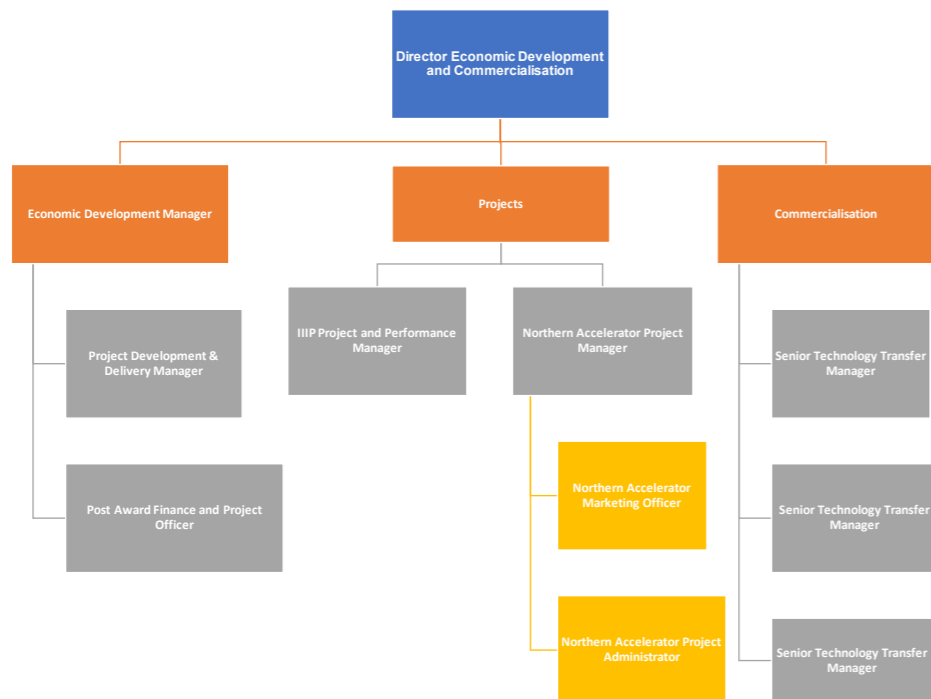 Director Economic Development
and Commercialisation
Economic Development Manager
Projects
Commercialisation
IIIP Project and Performance
Manager
Northern Accelerator Project
Manager
Project Development &
Delivery Manager
Senior Technology Transfer
Manager
Northern Accelerator
Marketing Officer
Post Award Finance and Project
Officer
Senior Technology Transfer
Manager
Northern Accelerator Project
Administrator
Senior Technology Transfer
Manager